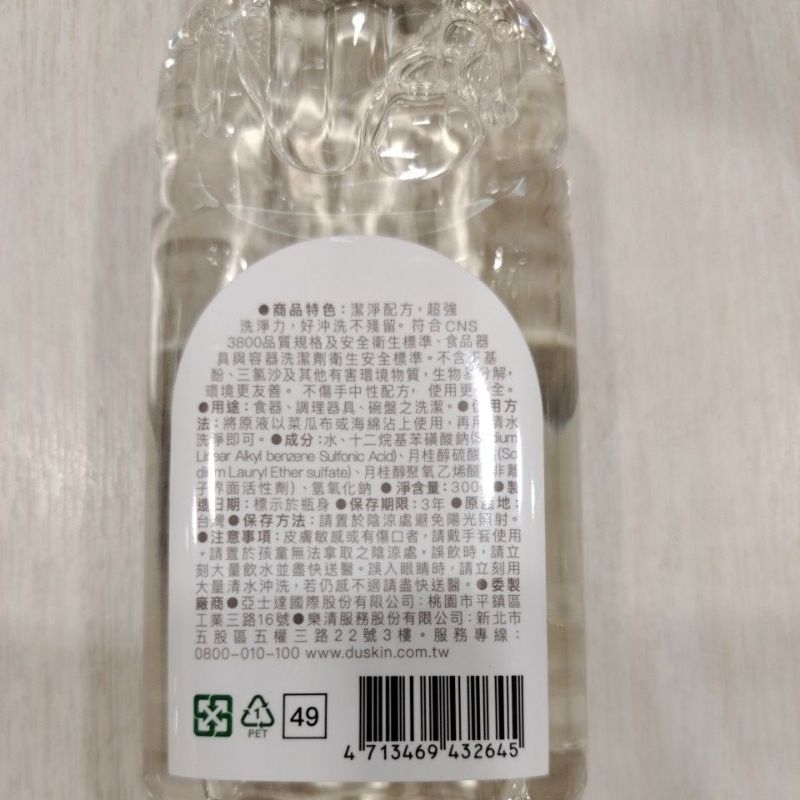 ●商品特色：潔淨配方，超強
洗淨力，好沖洗不殘留。符合CNS
3800品質規格及安全衛生標準、食品器
具與容器洗潔劑衛生安全標準。不含壬基
酚、三氯沙及其他有害環境物質，生物易分解，
環境更友善。 不傷手中性配方， 使用更安全。
●用途：食器、調理器具、碗盤之洗潔。●使用方
法：將原液以菜瓜布或海綿沾上使用，再用清水
洗淨即可。●成分：水、十二烷基苯磺酸鈉(Sodium
Linear Alkyl benzene Sulfonic Acid)、月桂醇硫酸 (So
dium Lauryl Ether sulfate)、月桂醇聚氧乙烯醚(非離
子界面活性劑)、氫氧化鈉 ●淨含量：300g●製
造日期：標示於瓶身●保存期限：3年●原產地：
台灣●保存方法：請置於陰涼處避免陽光照射。
●注意事項：皮膚敏感或有傷口者，請戴手套使用
。請置於孩童無法拿取之陰涼處。誤飲時，請立
刻大量飲水並盡快送醫。誤入眼睛時，請立刻用
大量清水沖洗，若仍感不適請盡快送醫。●委製
廠商●亞士達國際股份有限公司：桃園市平鎮區
工業三路16號●樂清服務股份有限公司：新北市
五股區五權三路22號3樓。服務專線：
0800-010-100 www.duskin.com.tw
1
PET
49
4 713469 432645